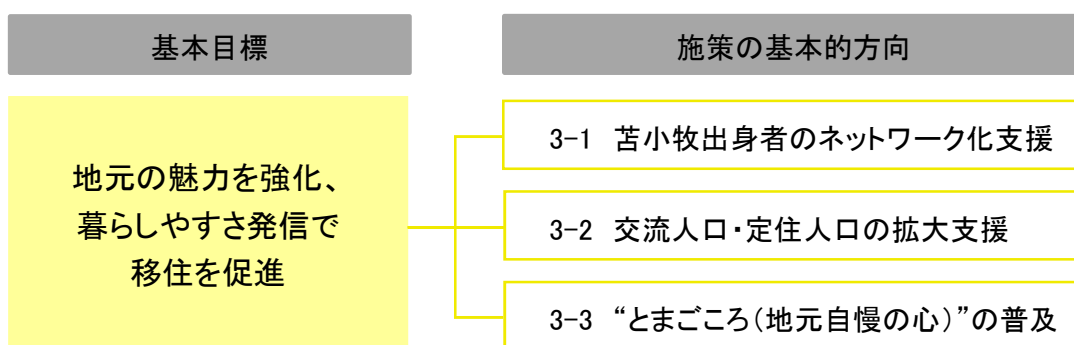 基本目標
施策の基本的方向
地元の魅力を強化、
暮らしやすさ発信で
移住を促進
3-1 苫小牧出身者のネットワーク化支援
3-2 交流人口・定住人口の拡大支援
3-3 “とまごころ（地元自慢の心）”の普及